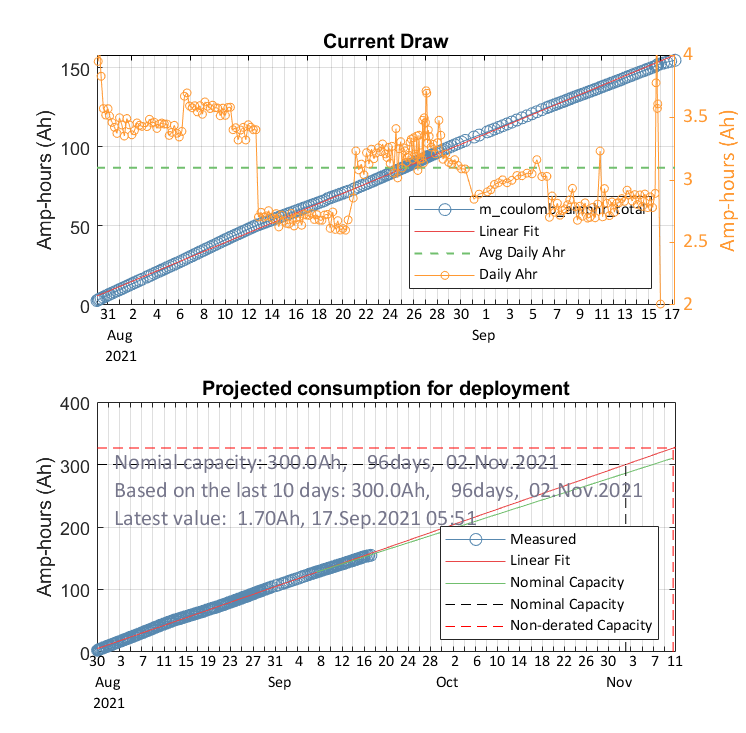 Current Draw
Amp-hours (Ah)
150
100
50
0
4
3.5
3
2.5
2
Amp-hours (Ah)
m_coulomb_amphr_total
Linear Fit
Avg Daily Ahr
Daily Ahr
31 2 4 6 8 10 12 14 16 18 20 22 24 26 28 30 1 3 5 7 9 11 13 15 17
Aug Sep
2021
Projected consumption for deployment
Amp-hours (Ah)
400
300
200
100
0
Nomial capacity: 300.0Ah, 96days, 02.Nov.2021
Based on the last 10 days: 300.0Ah, 96days, 02.Nov.2021
Latest value: 1.70Ah, 17.Sep.2021 05:51
Measured
Linear Fit
Nominal Capacity
Nominal Capacity
Non-derated Capacity
30 3 7 11 15 19 23 27 31 4 8 12 16 20 24 28 2 6 10 14 18 22 26 30 3 7 11
Aug Sep Oct Nov
2021